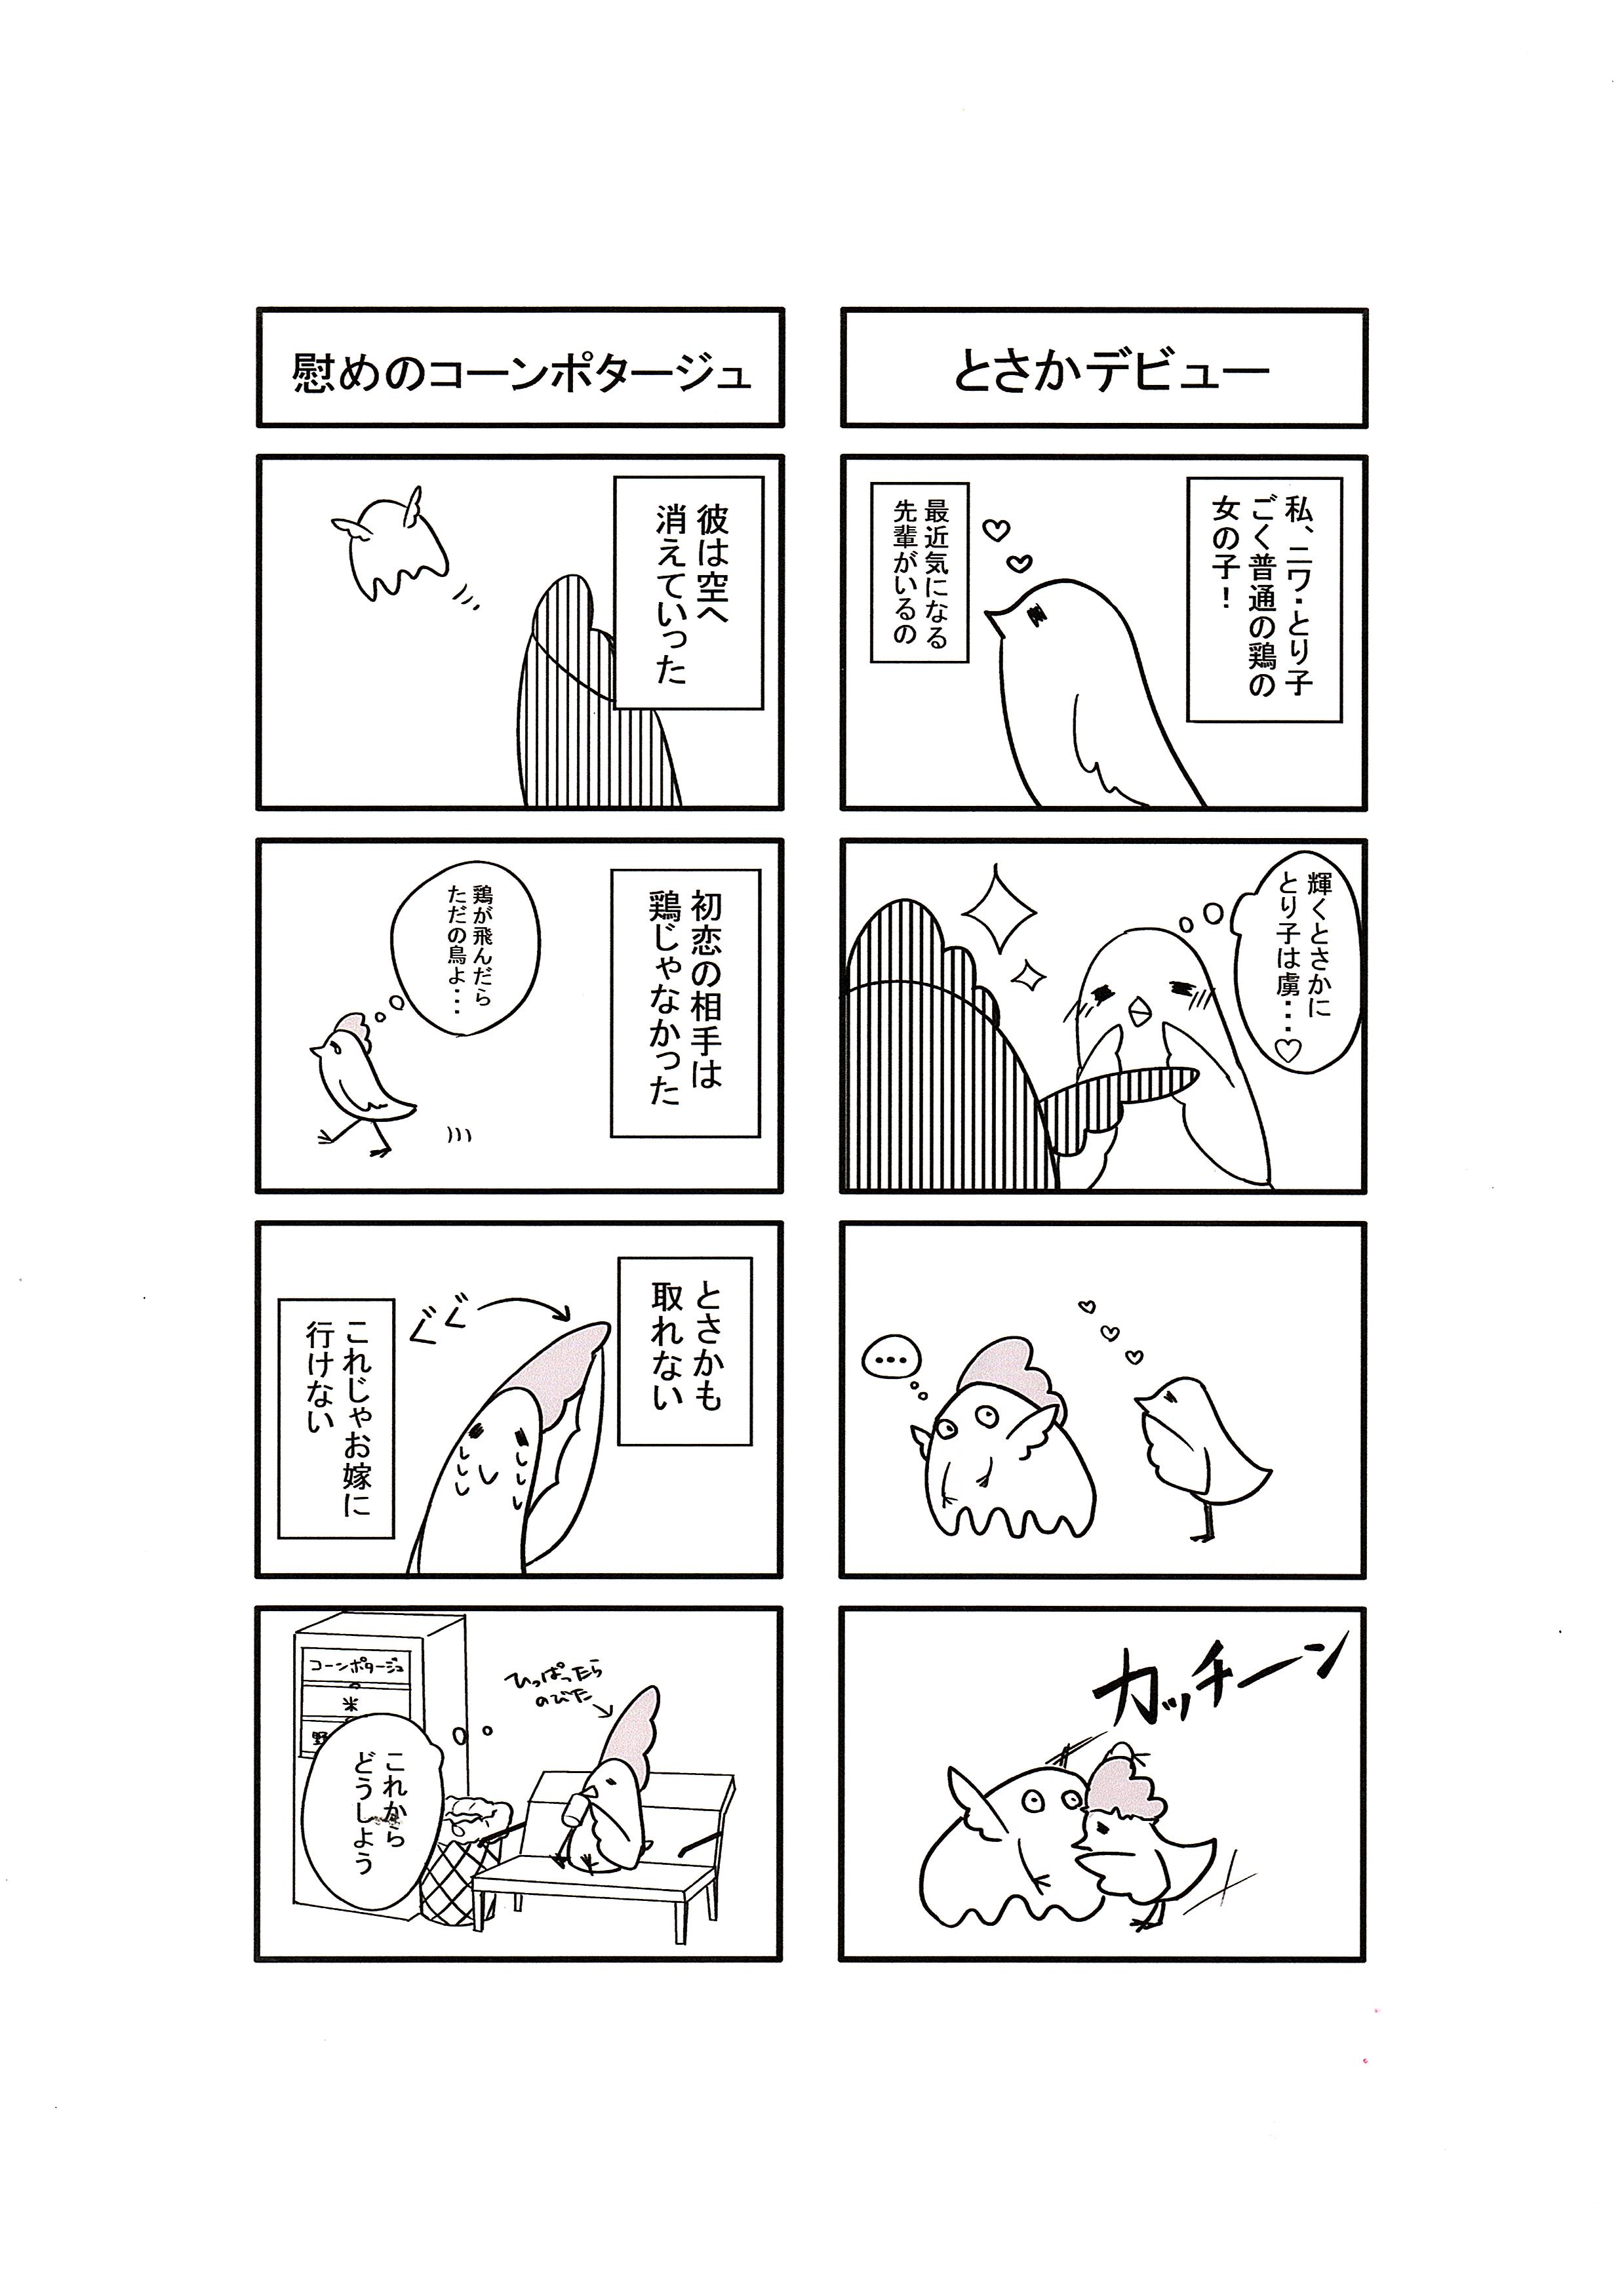 とさかデビュー
私、ニワ・とり子
ごく普通の鶏の
女の子！
最近気になる
先輩がいるの
輝くとさかに
とり子は虜・・・♡
・・・
カッチーン
慰めのコーンポタージュ
彼は空へ
消えていった
初恋の相手は
鶏じゃなかった
鶏が飛んだら
ただの鳥よ・・・
とさかも
取れない
ぐぐ
これじゃお嫁に
行けない
ひっぱったら
のびた
コーンポタージュ
米
野
これから
どうしよう